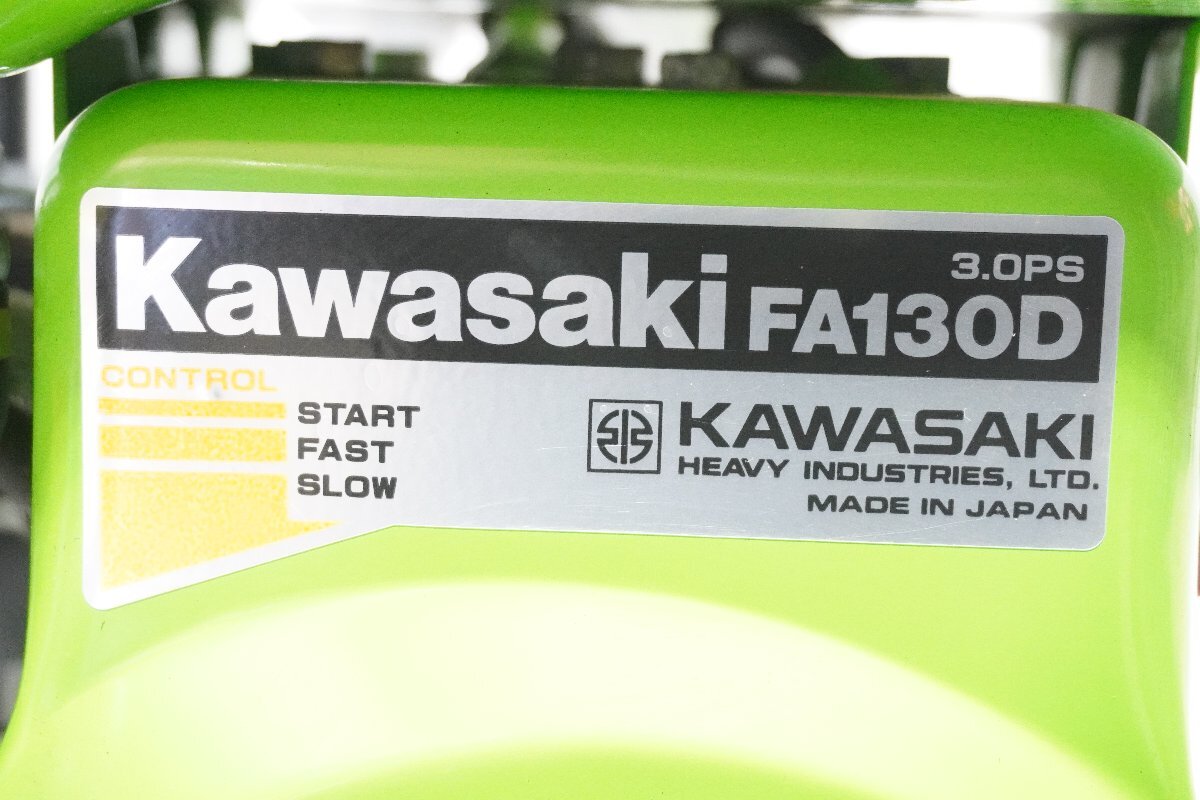 Kawasaki FA130D
3.0PS
CONTROL
START
FAST
SLOW
KAWASAKI
HEAVY INDUSTRIES, LTD.
MADE IN JAPAN